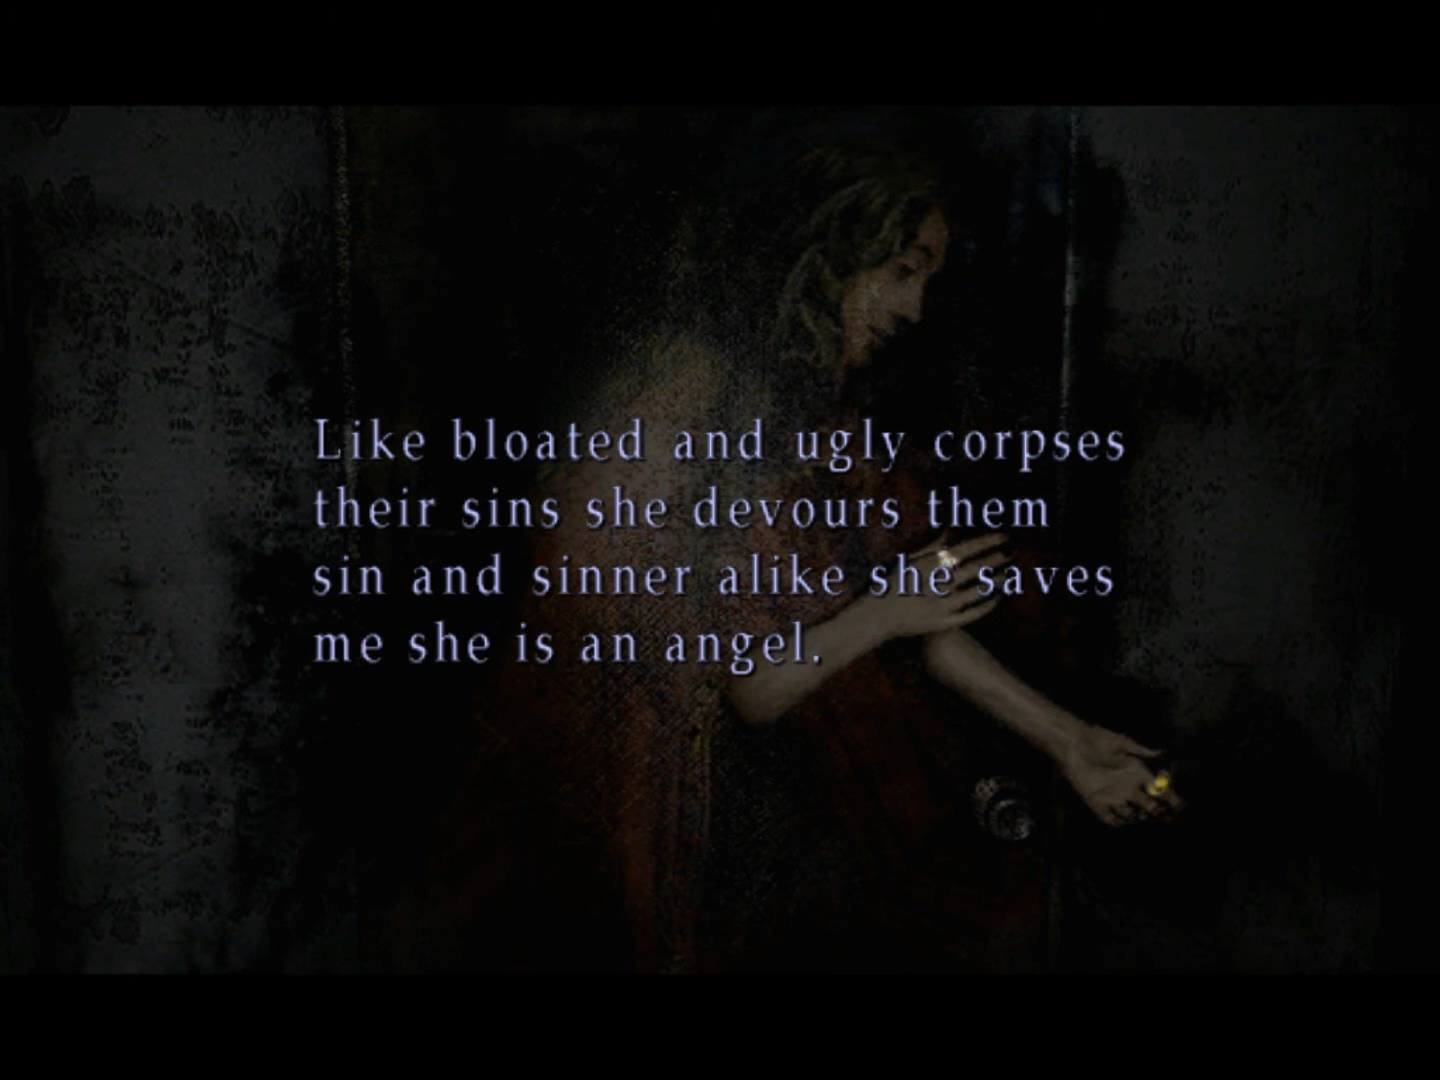 Like bloated and ugly corpses
their sins she devours them
sin and sinner alike she saves
me she is an angel.